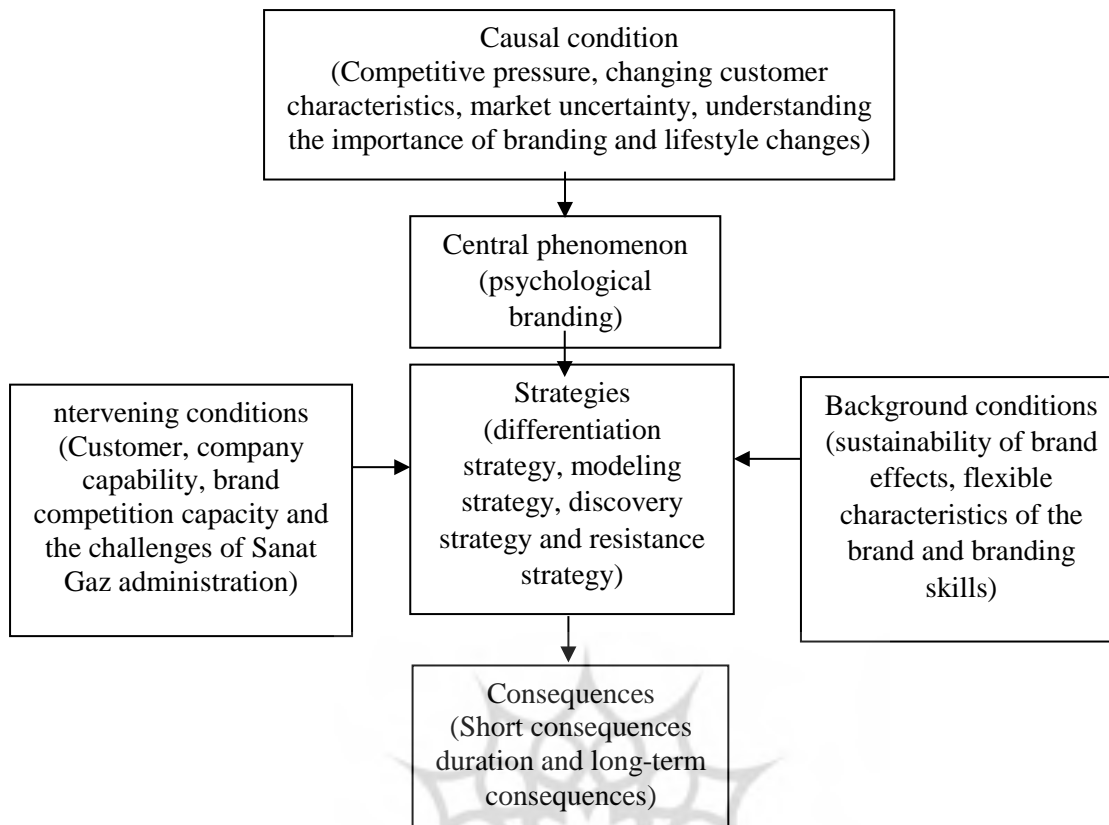 Causal condition
(Competitive pressure, changing customer
characteristics, market uncertainty, understanding
the importance of branding and lifestyle changes)
Central phenomenon
(psychological
branding)
ntervening conditions
(Customer, company
capability, brand
competition capacity and
the challenges of Sanat
Gaz administration)
Strategies
(differentiation
strategy, modeling
strategy, discovery
strategy and resistance
strategy)
Background conditions
(sustainability of brand
effects, flexible
characteristics of the
brand and branding
skills)
Consequences
(Short consequences
duration and long-term
consequences)